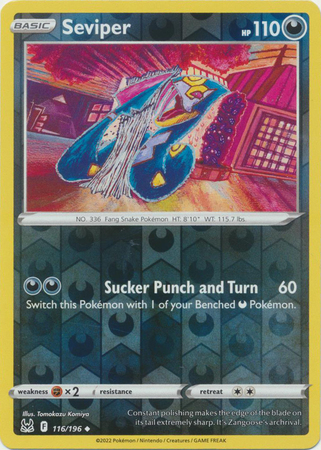 BASIC Seviper HP 110
NO. 336 Fang Snake Pokémon HT: 8'10" WT: 115.7 lbs.
Sucker Punch and Turn 60
Switch this Pokémon with 1 of your Benched Pokémon.
weakness ×2 resistance retreat
Illus. Tomokazu Komiya
F 116/196
Constant polishing makes the edge of the blade on
its tail extremely sharp. It's Zangoose's archrival.
©2022 Pokémon / Nintendo / Creatures / GAME FREAK